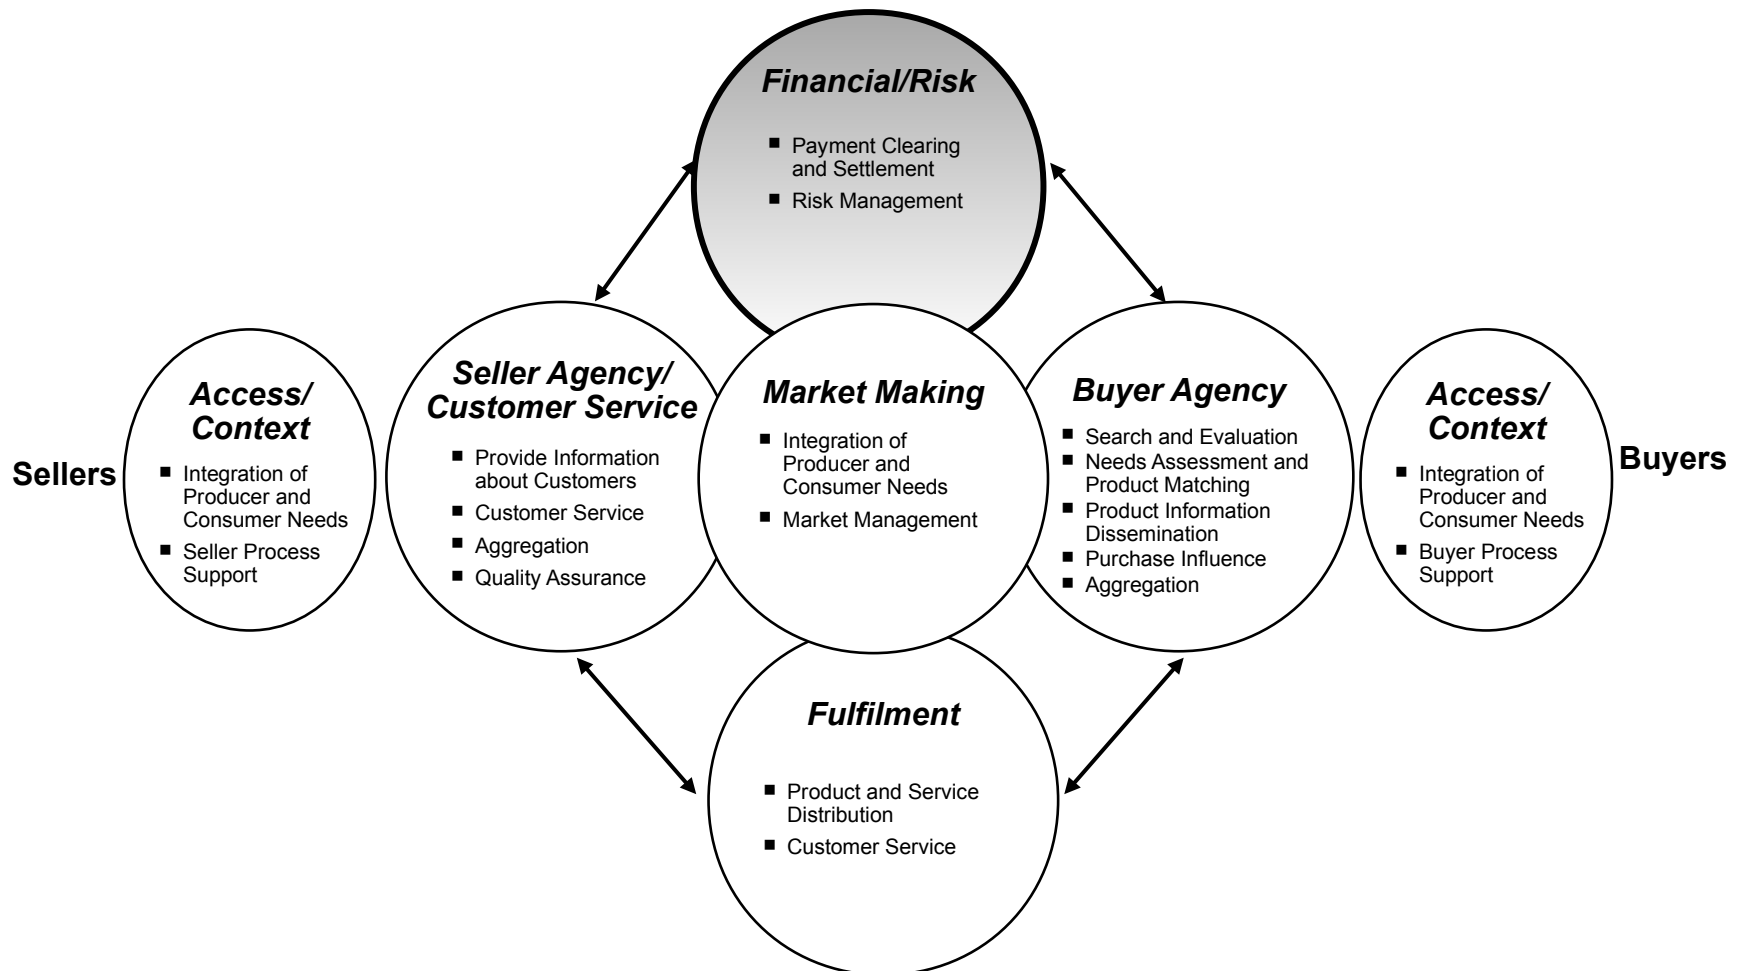 Financial/Risk
■ Payment Clearing
and Settlement
■ Risk Management
Sellers
Access/
Context
■ Integration of
Producer and
Consumer Needs
■ Seller Process
Support
Seller Agency/
Customer Service
■ Provide Information
about Customers
■ Customer Service
■ Aggregation
■ Quality Assurance
Market Making
■ Integration of
Producer and
Consumer Needs
■ Market Management
Buyer Agency
■ Search and Evaluation
■ Needs Assessment and
Product Matching
■ Product Information
Dissemination
■ Purchase Influence
■ Aggregation
Access/
Context
■ Integration of
Producer and
Consumer Needs
■ Buyer Process
Support
Buyers
Fulfilment
■ Product and Service
Distribution
■ Customer Service